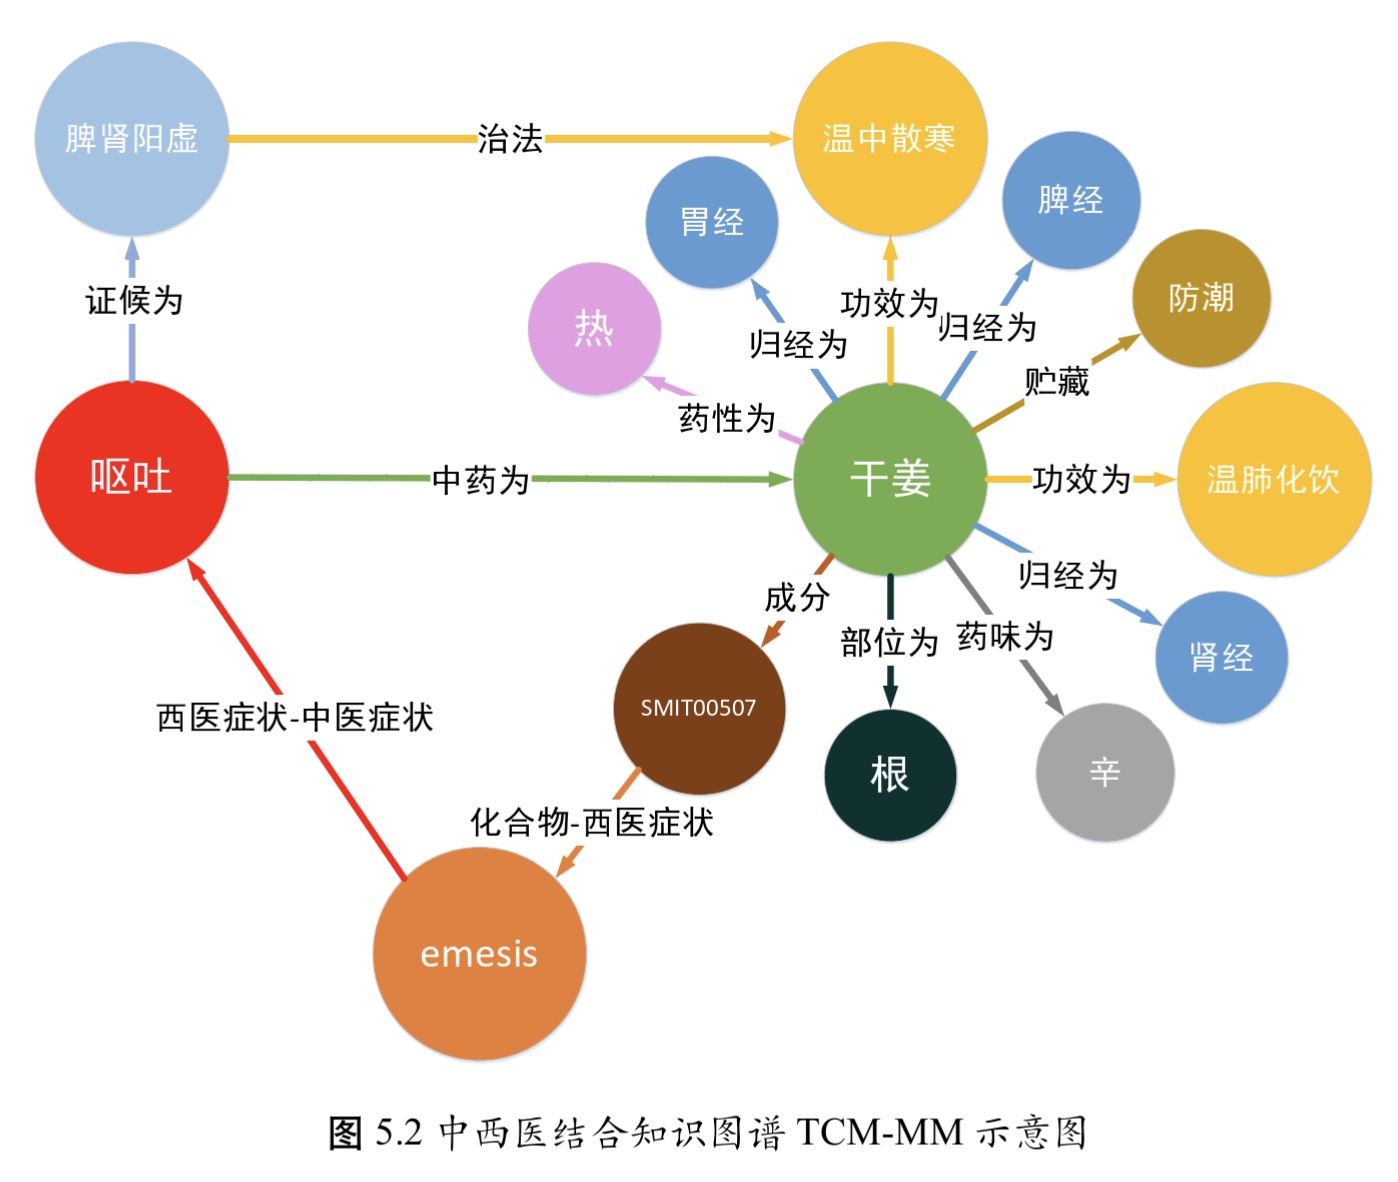 脾肾阳虚
治法
温中散寒
胃经
脾经
热
证候为
归经为
功效为
归经为
防潮
药性为
贮藏
呕吐
中药为
干姜
功效为
温肺化饮
成分
部位为
药味为
归经为
肾经
西医症状-中医症状
SMIT00507
根
辛
化合物-西医症状
emesis
图 5.2 中西医结合知识图谱 TCM-MM 示意图